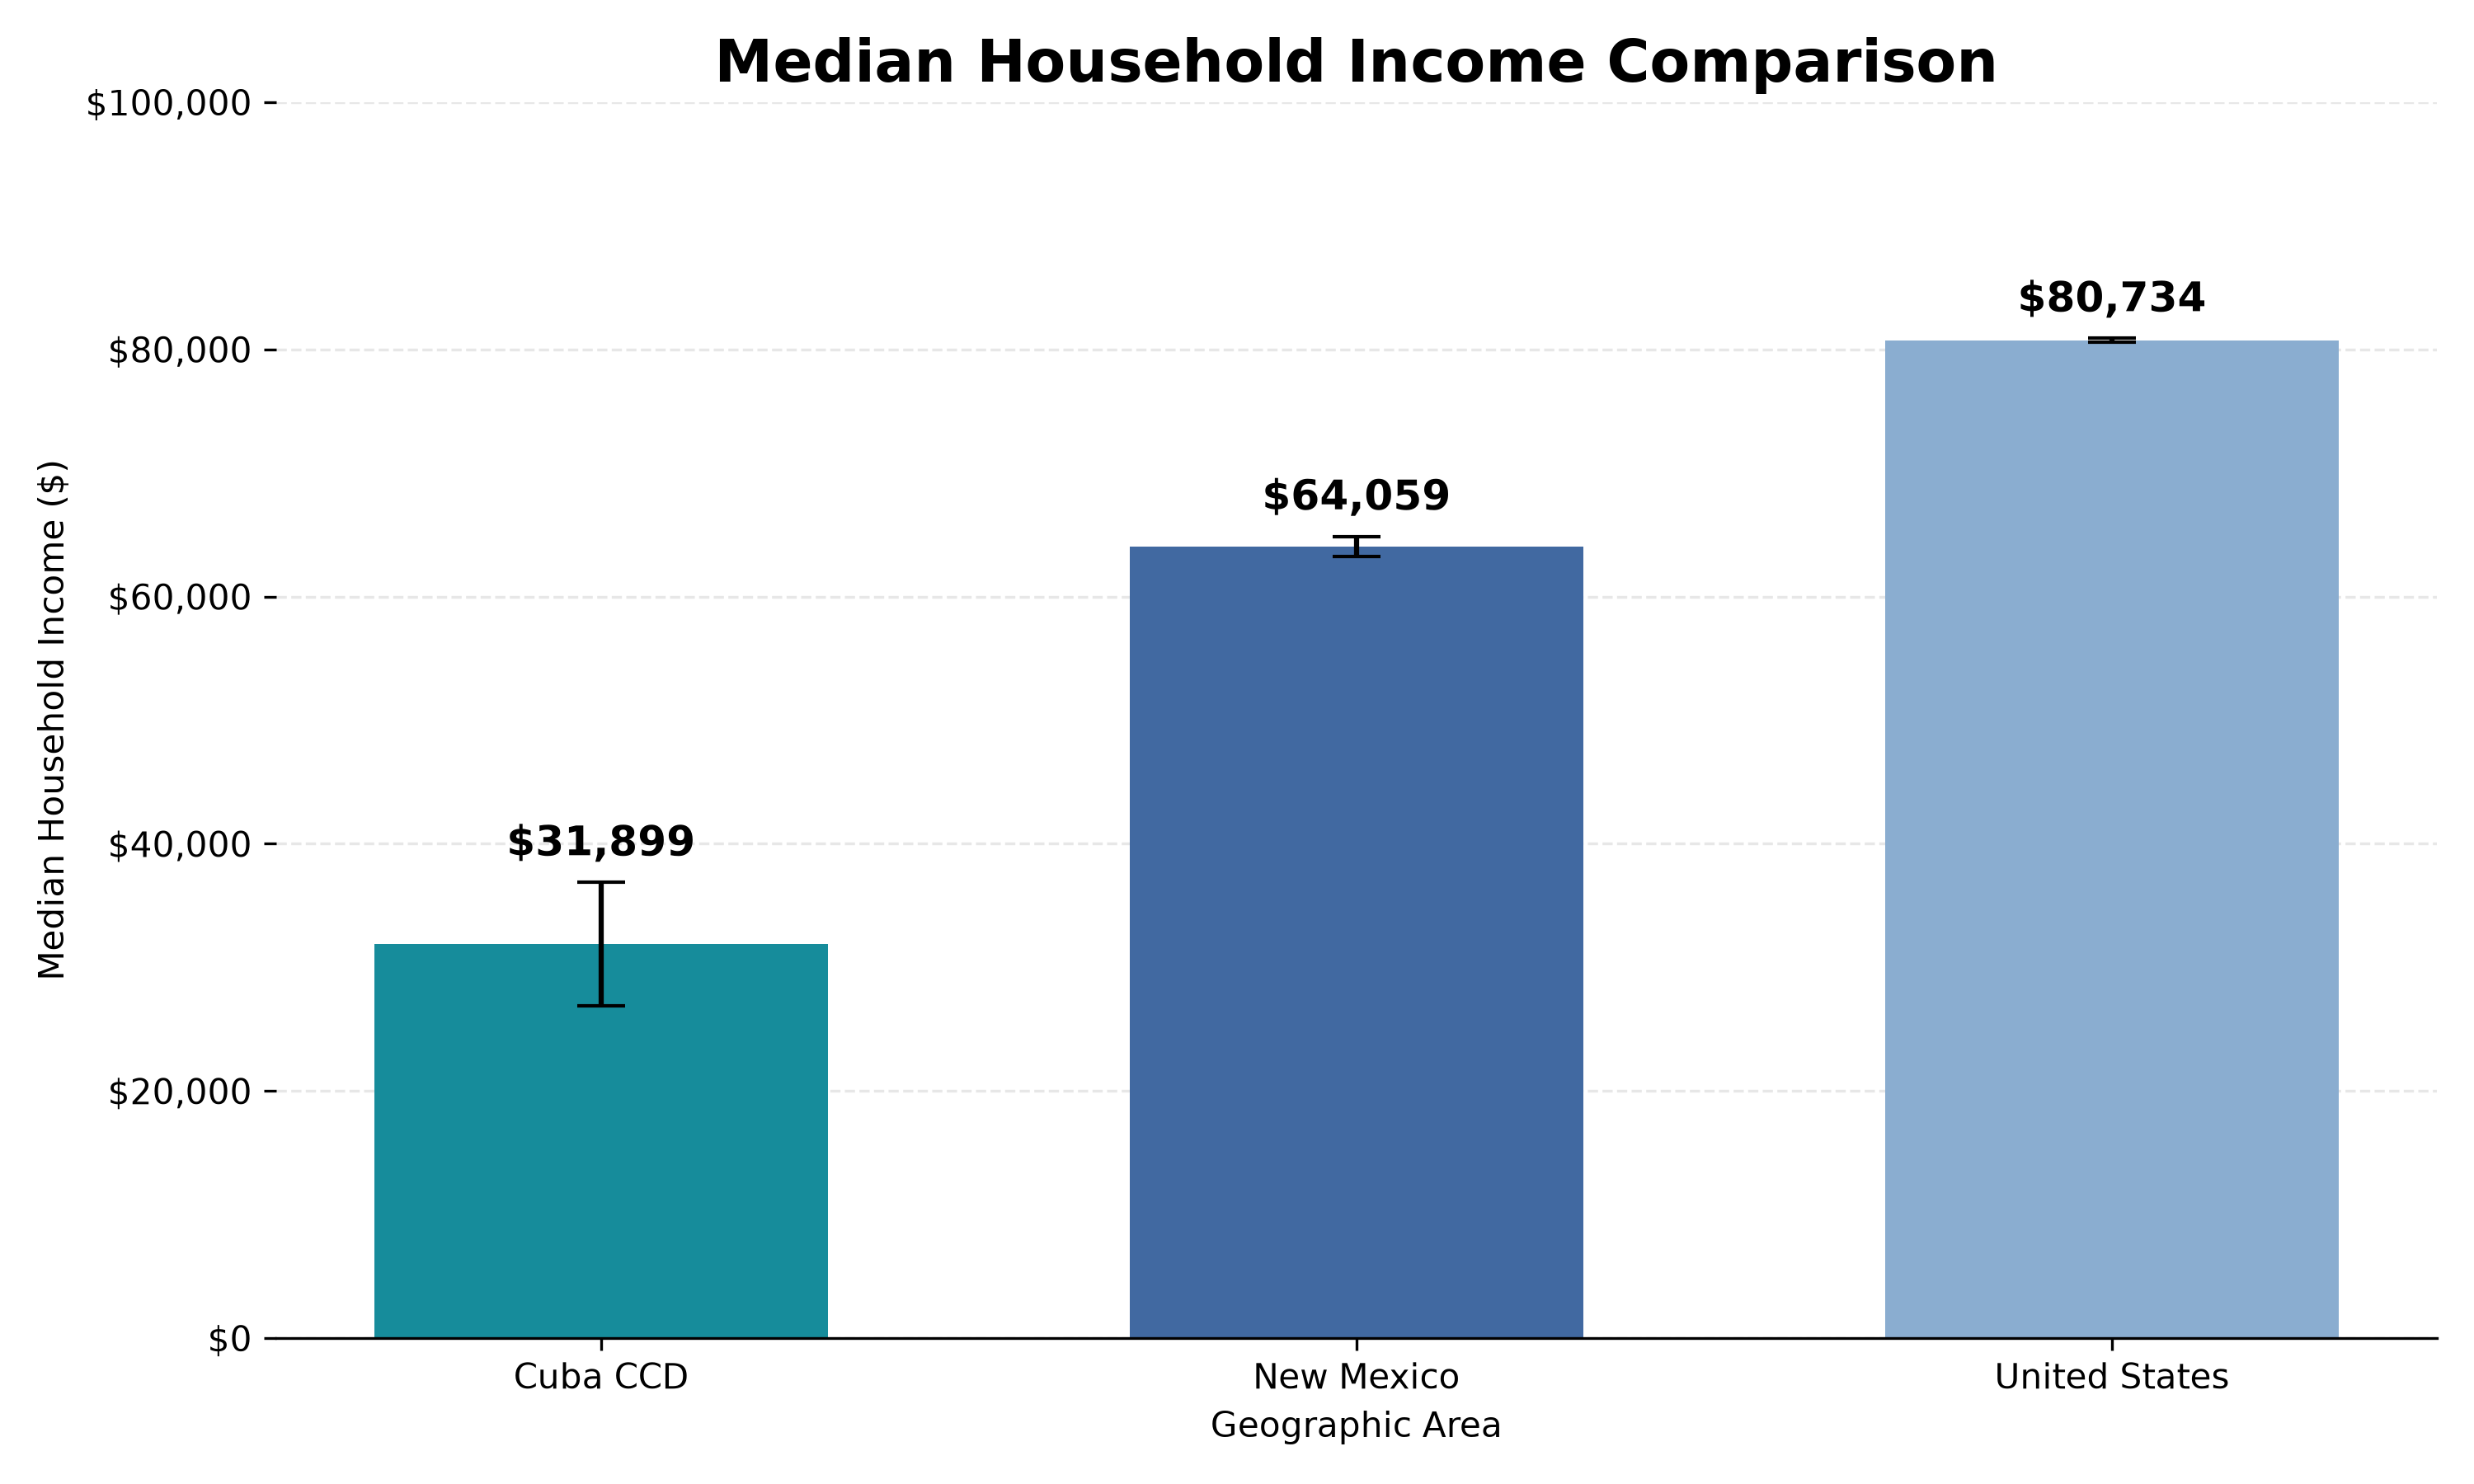 Median Household Income Comparison
Median Household Income ($)
$100,000
$80,000
$60,000
$40,000
$20,000
$0
$31,899
$64,059
$80,734
Cuba CCD
New Mexico
United States
Geographic Area